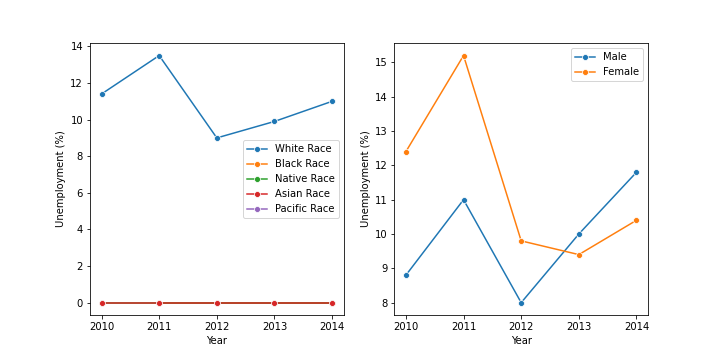 14
12
10
8
6
4
2
0
Unemployment (%)
White Race
Black Race
Native Race
Asian Race
Pacific Race
2010 2011 2012 2013 2014
Year
15
14
13
12
11
10
9
8
Unemployment (%)
Male
Female
2010 2011 2012 2013 2014
Year